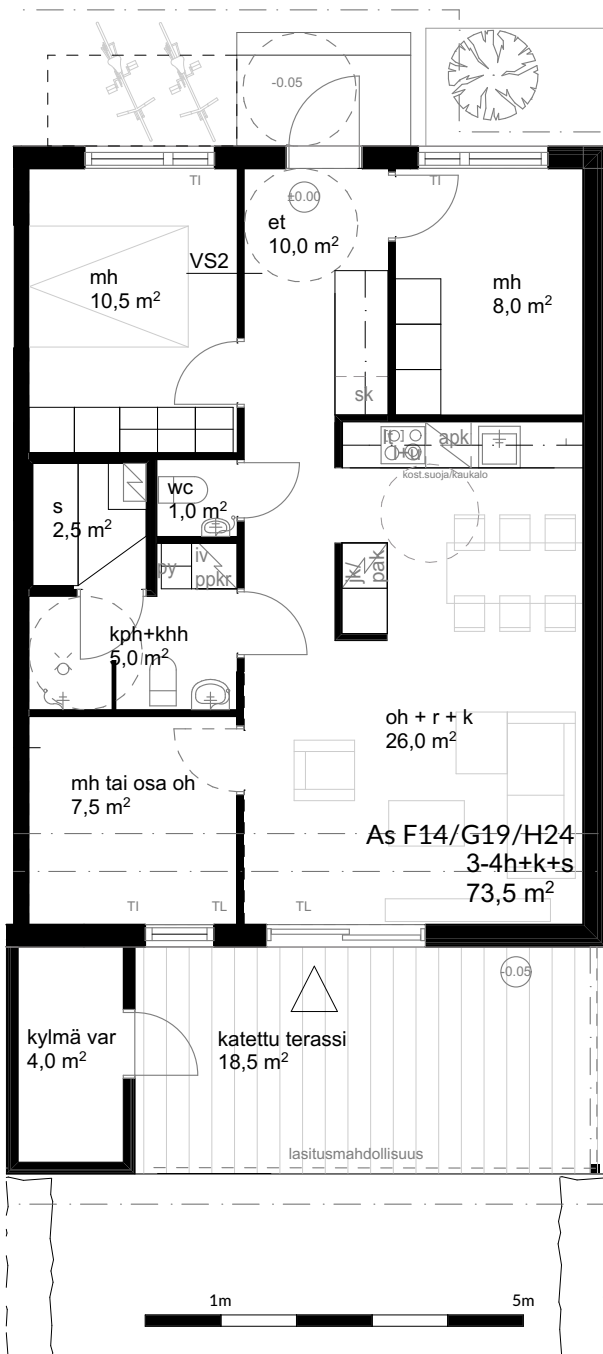 -0.05
TI
TI
±0.00
et
10,0 m²
VS2
mh
10,5 m²
mh
8,0 m²
sk
lt
apk
kost.suoja/kaukalo
wc
1,0 m²
s
2,5 m²
py
iv
ppkr
jk/
pak
kph+khh
5,0 m²
oh + r + k
26,0 m²
mh tai osa oh
7,5 m²
As F14/G19/H24
3-4h+k+s
73,5 m²
TI
TL
TL
-0.05
kylmä var
4,0 m²
katettu terassi
18,5 m²
lasitusmahdollisuus
1m
5m